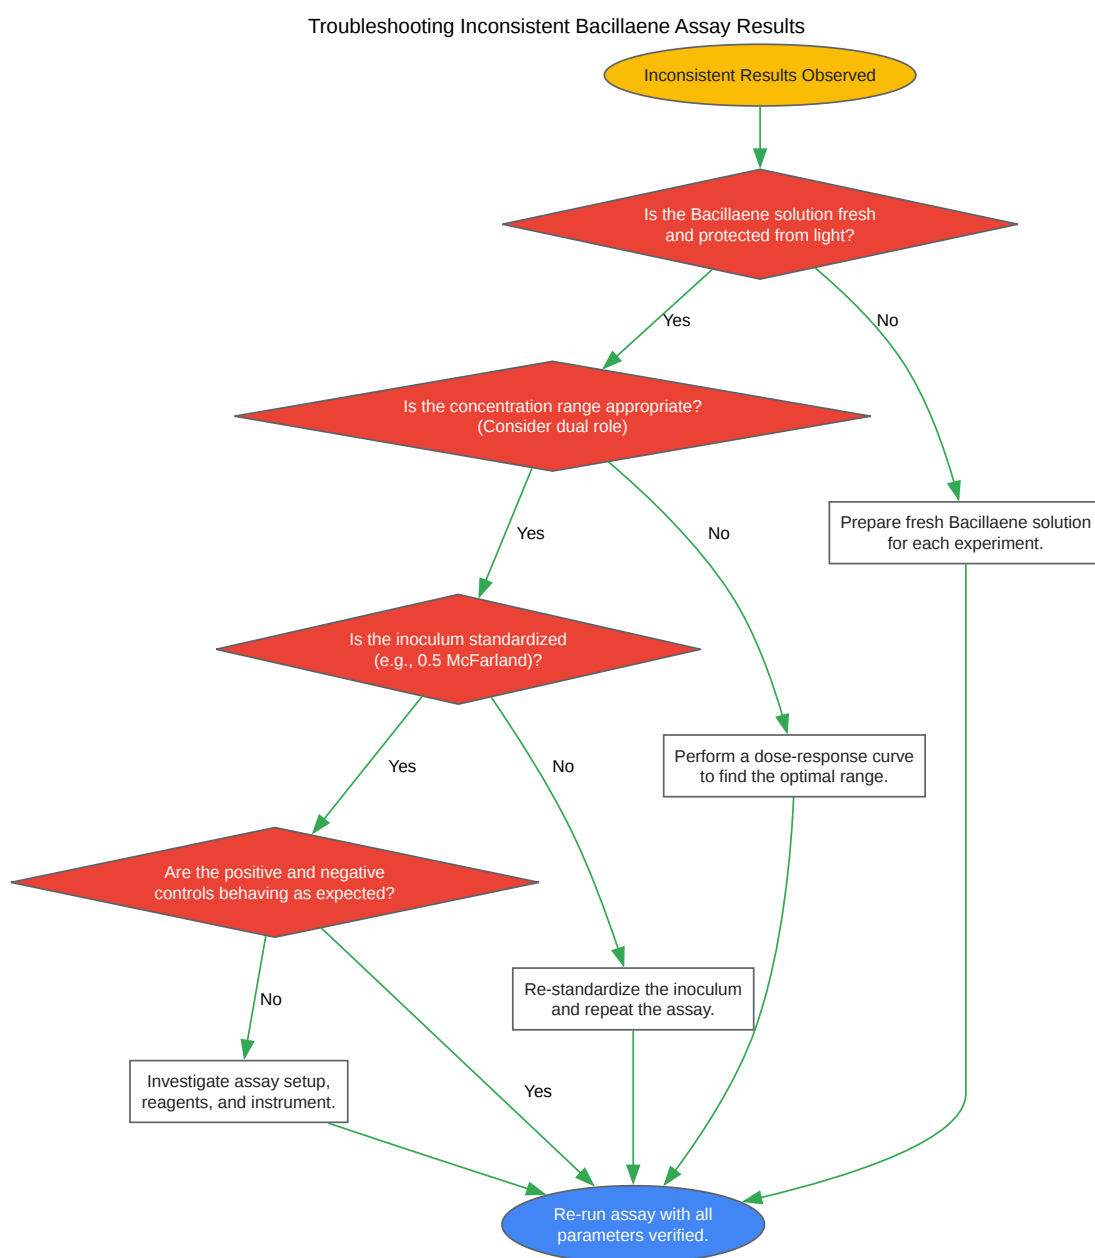 Troubleshooting Inconsistent Bacillaene Assay Results
Inconsistent Results Observed
Is the Bacillaene solution fresh
and protected from light?
Yes
No
Is the concentration range appropriate?
(Consider dual role)
Prepare fresh Bacillaene solution
for each experiment.
Yes
No
Is the inoculum standardized
(e.g., 0.5 McFarland)?
Perform a dose-response curve
to find the optimal range.
Yes
No
Are the positive and negative
controls behaving as expected?
Re-standardize the inoculum
and repeat the assay.
No
Yes
Investigate assay setup,
reagents, and instrument.
Re-run assay with all
parameters verified.